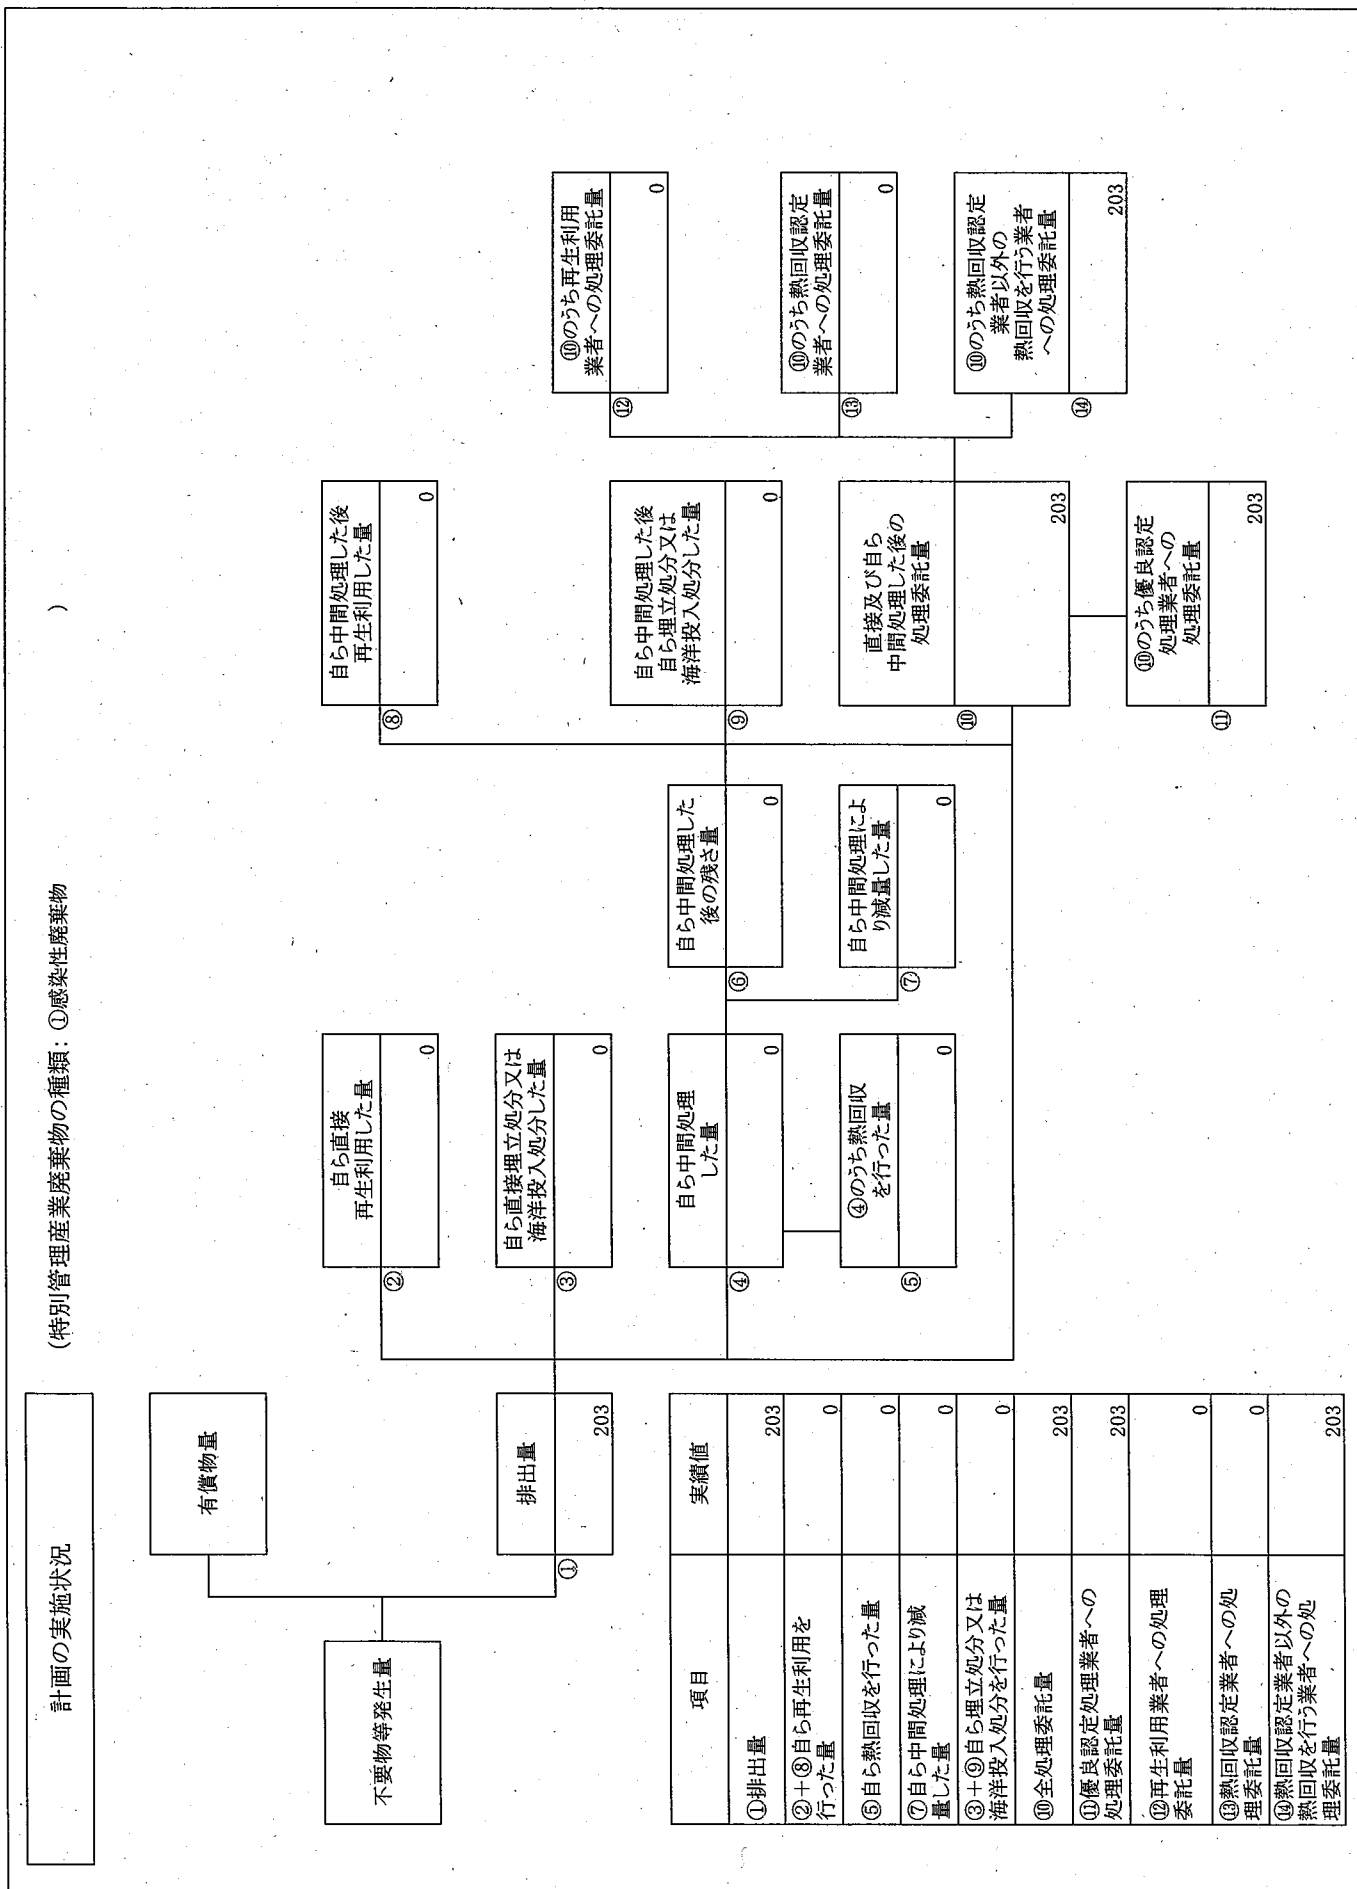 計画の実施状況
(特別管理産業廃棄物の種類：①感染性廃棄物
)
不要物等発生量
有償物量
①
排出量
203
②
自ら直接
再生利用した量
0
③
自ら直接埋立処分又は
海洋投入処分した量
0
④
自ら中間処理
した量
0
⑤
④のうち熱回収
を行った量
0
⑥
自ら中間処理した
後の残さ量
0
⑦
自ら中間処理によ
り減量した量
0
⑧
自ら中間処理した後
再生利用した量
0
⑨
自ら中間処理した後
自ら埋立処分又は
海洋投入処分した量
0
⑩
直接及び自ら
中間処理した後の
処理委託量
203
⑪
⑩のうち優良認定
処理業者への
処理委託量
203
⑫
⑩のうち再生利用
業者への処理委託量
0
⑬
⑩のうち熱回収認定
業者への処理委託量
0
⑭
⑩のうち熱回収認定
業者以外の
熱回収を行う業者
への処理委託量
203
項目 実績値
①排出量 203
②＋⑧自ら再生利用を
行った量 0
⑤自ら熱回収を行った量 0
⑦自ら中間処理により減
量した量 0
③＋⑨自ら埋立処分又は
海洋投入処分を行った量 0
⑩全処理委託量 203
⑪優良認定処理業者への
処理委託量 203
⑫再生利用業者への処理
委託量 0
⑬熱回収認定業者への処
理委託量 0
⑭熱回収認定業者以外の
熱回収を行う業者への処
理委託量 203